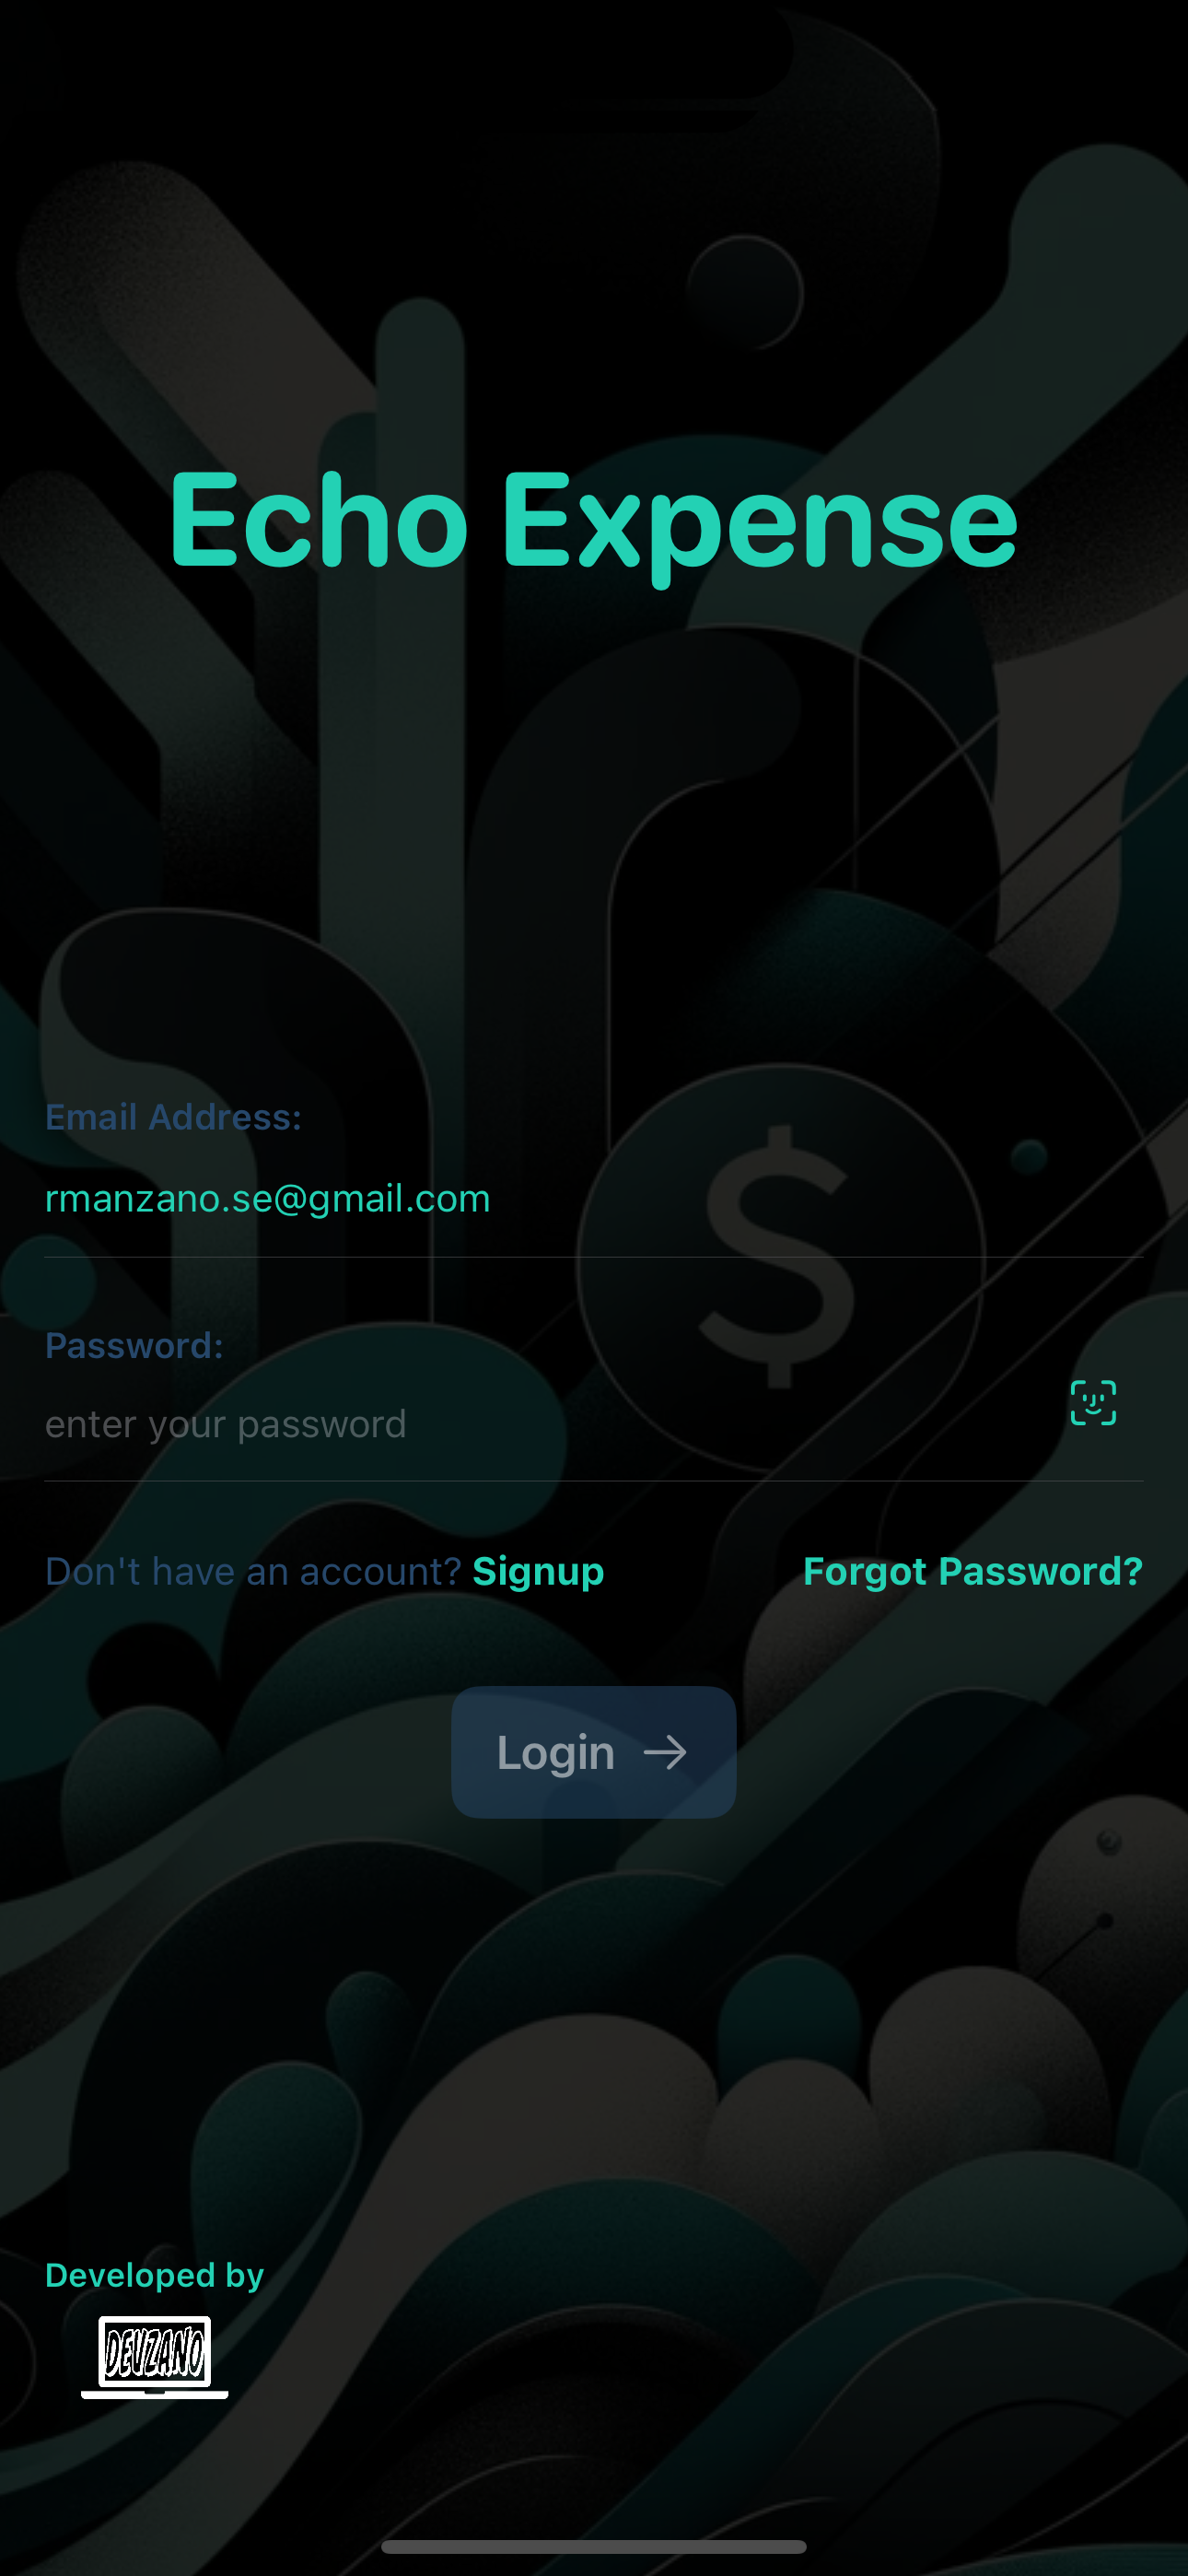 Echo Expense
Email Address:
rmanzano.se@gmail.com
Password:
enter your password
Don't have an account? Signup
Forgot Password?
Login
Developed by
DEVZANO